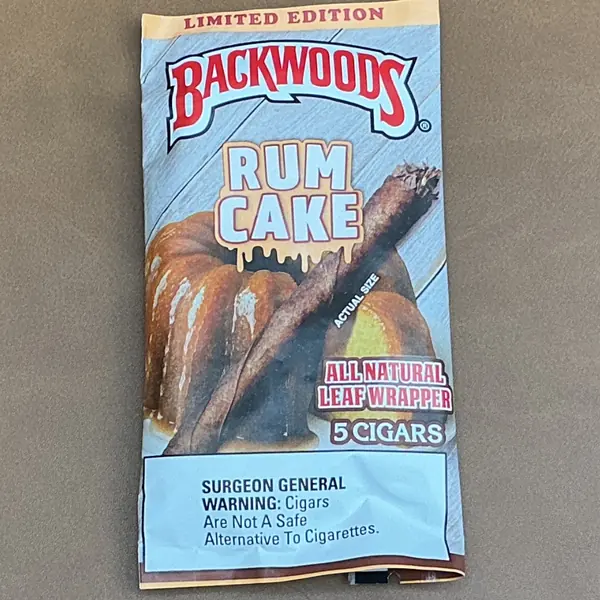 LIMITED EDITION
BACKWOODS®
RUM
CAKE
ACTUAL SIZE
ALL NATURAL
LEAF WRAPPER
5 CIGARS
SURGEON GENERAL
WARNING: Cigars
Are Not A Safe
Alternative To Cigarettes.